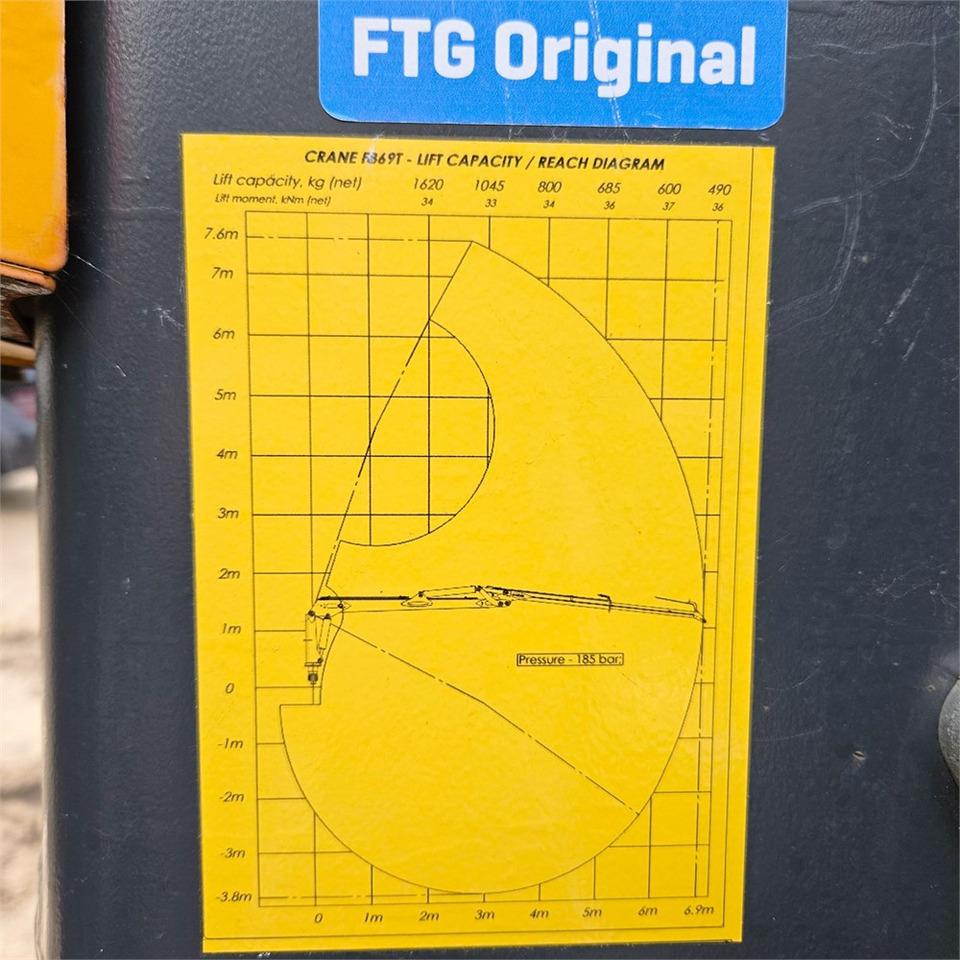 FTG Original
CRANE F869T - LIFT CAPACITY / REACH DIAGRAM
Lift capacity, kg (net) 1620 1045 800 685 600 490
Lift moment, kNm (net) 34 33 34 36 37 36
7.6m
7m
6m
5m
4m
3m
2m
1m
Pressure - 185 bar;
0
-1m
-2m
-3m
-3.8m
0 1m 2m 3m 4m 5m 6m 6.9m